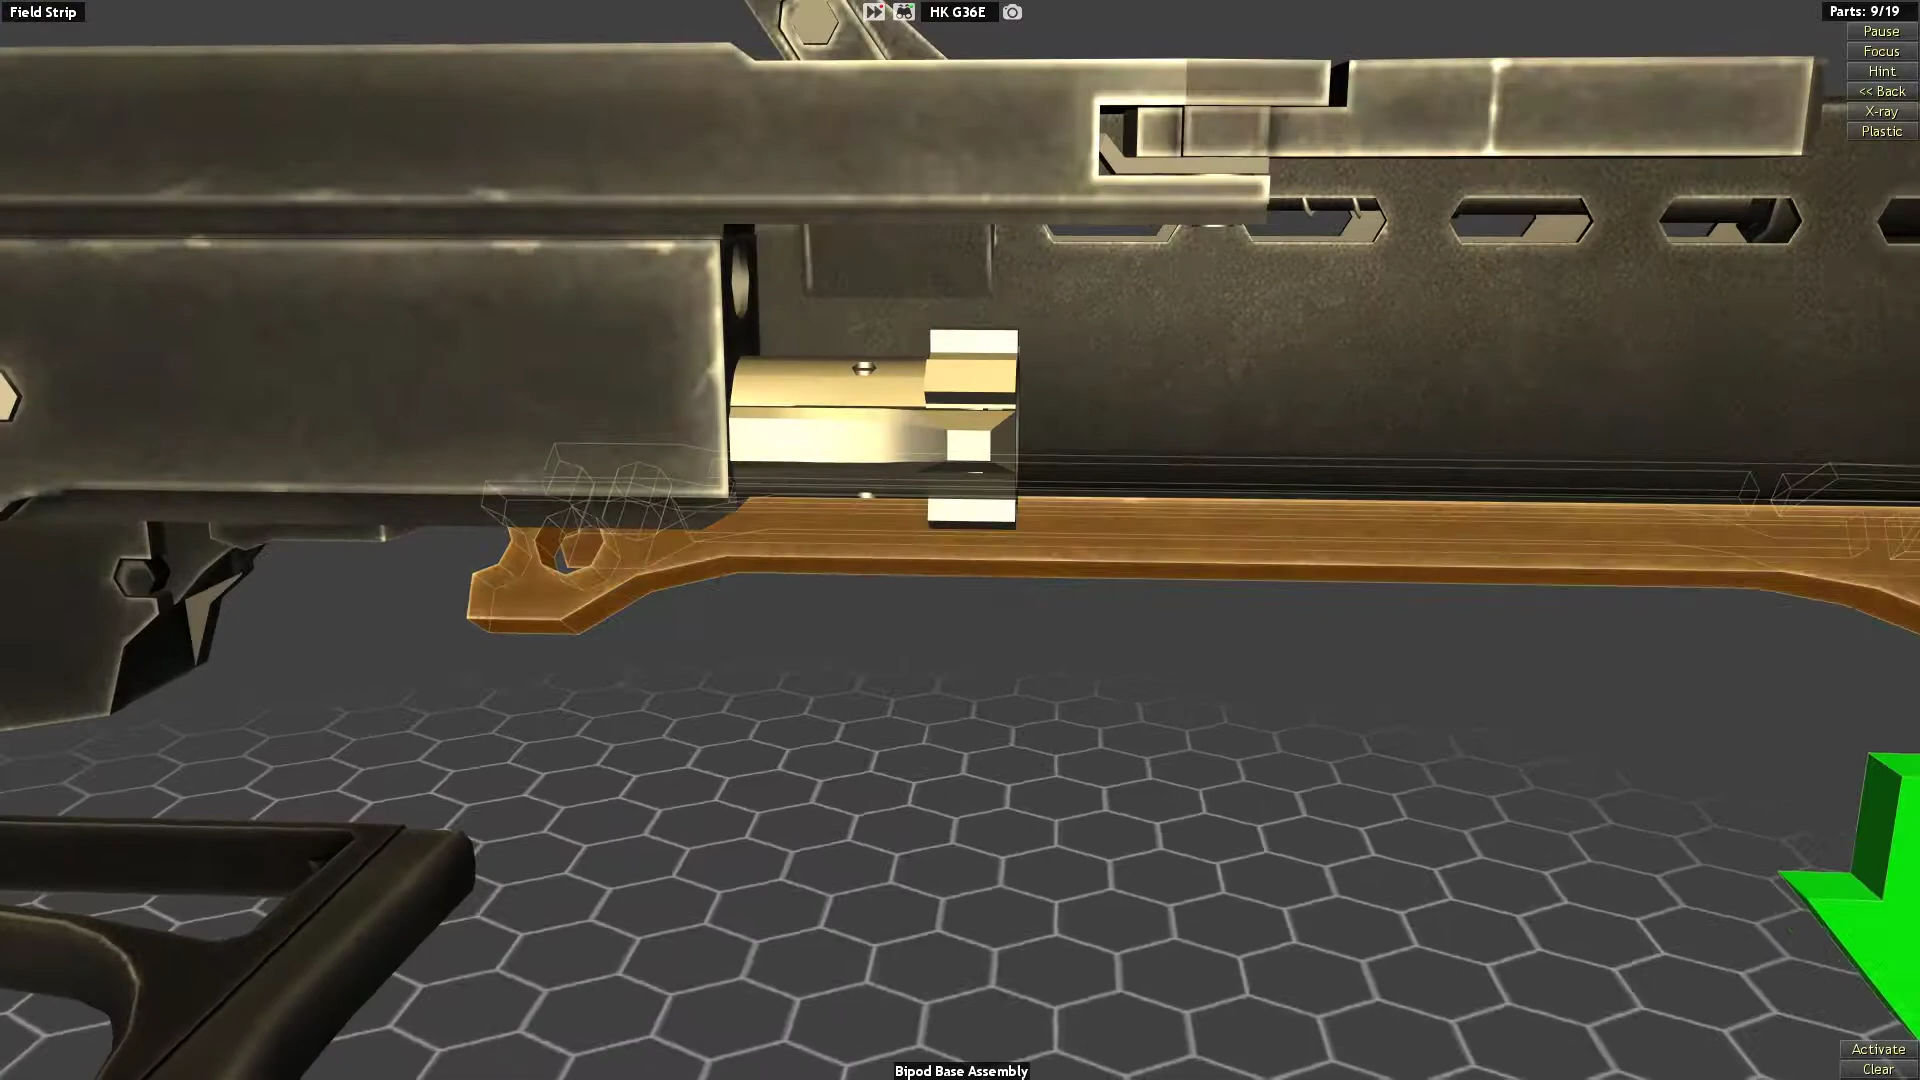 Field Strip
HK G36E
Parts: 9/19
Pause
Focus
Hint
<< Back
X-ray
Plastic
Activate
Clear
Bipod Base Assembly